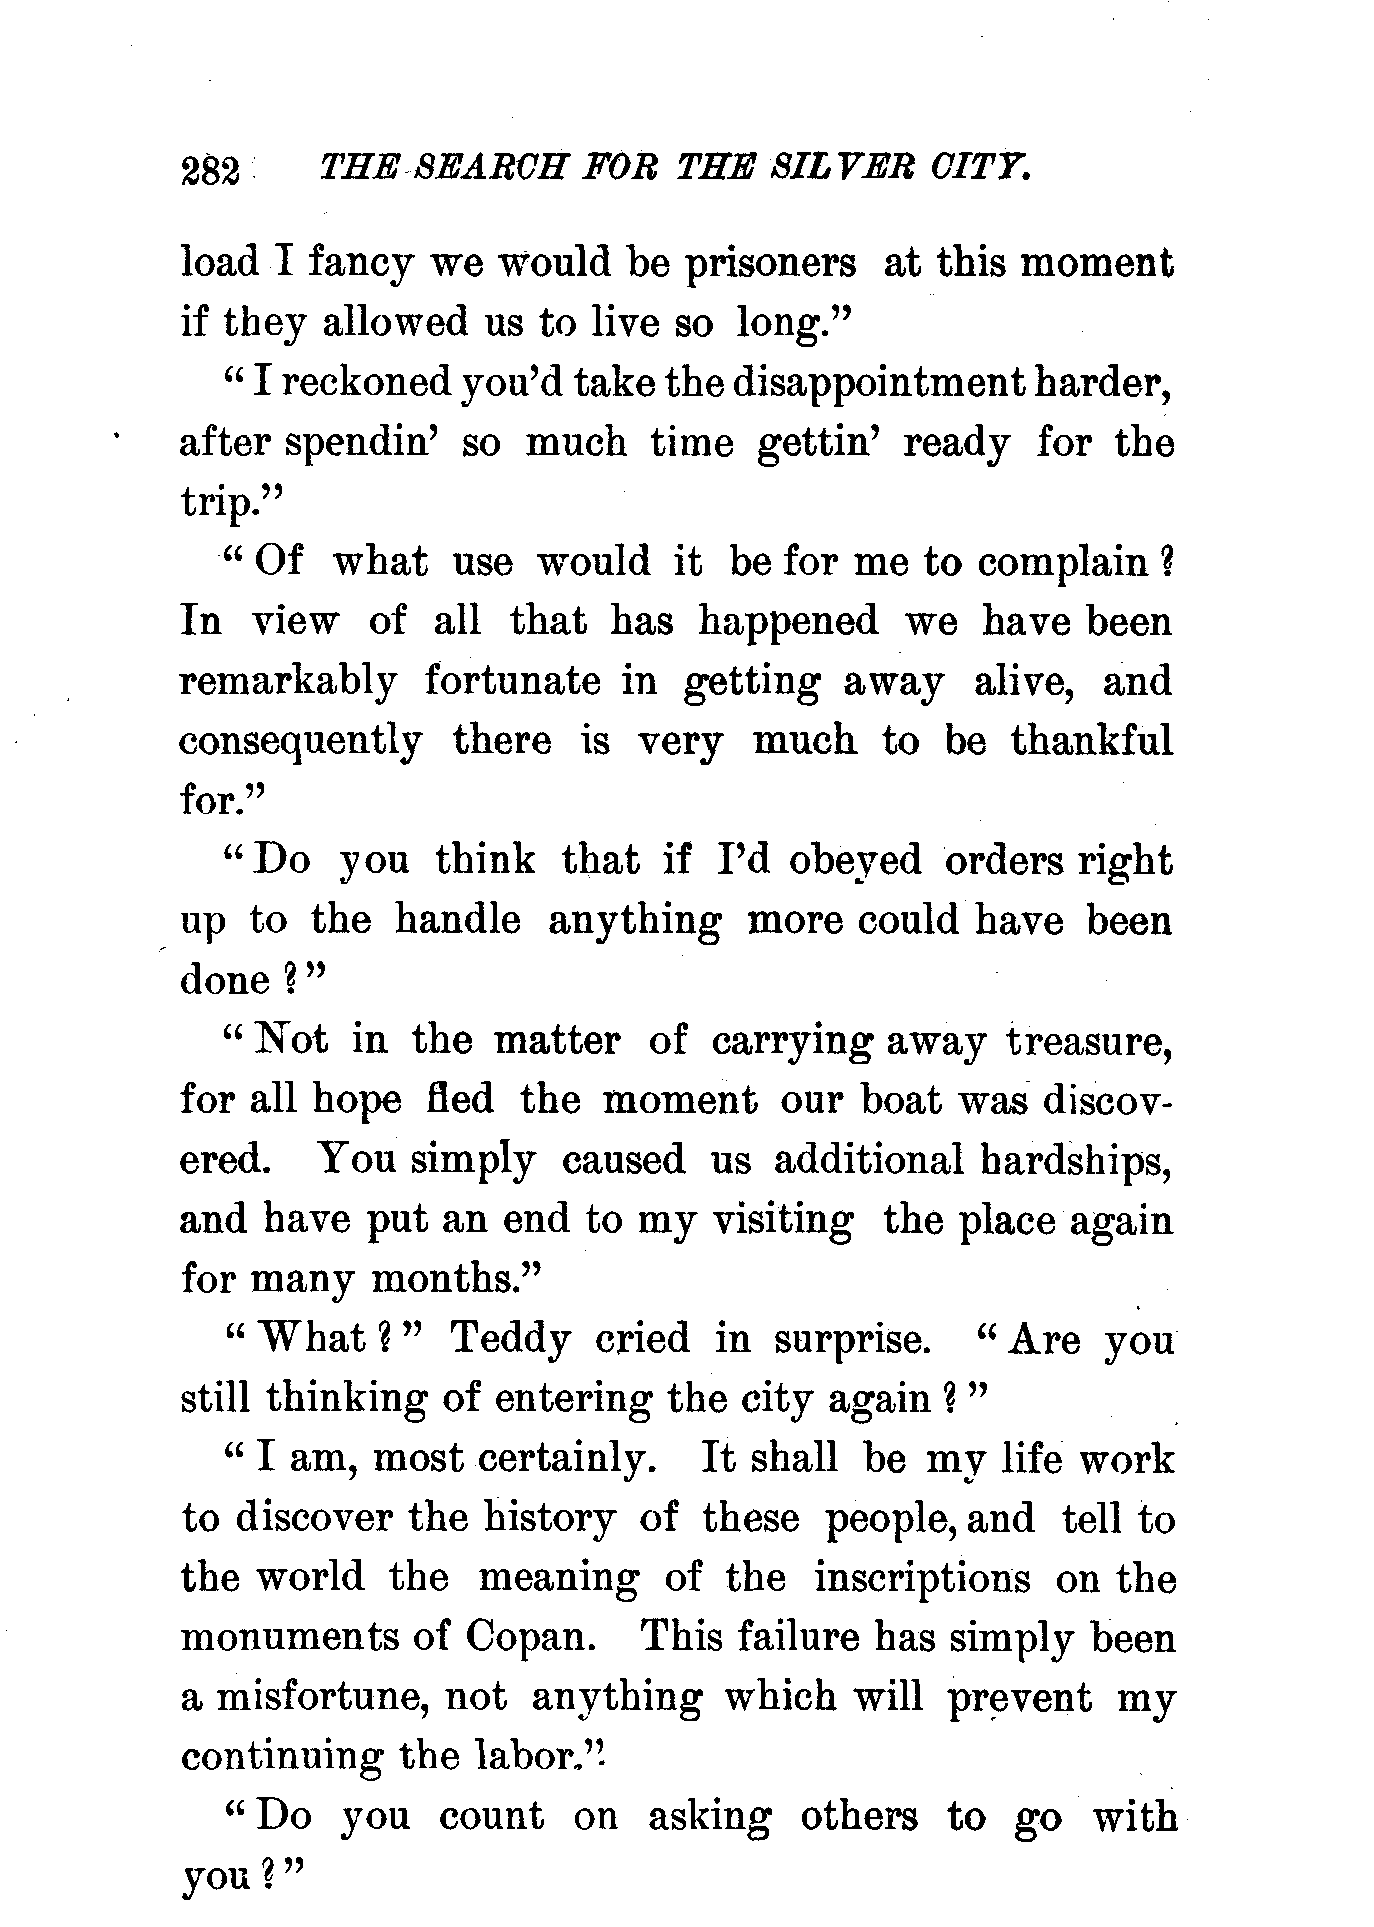 282 THE SEARCH FOR THE SILVER CITY.
load I fancy we would be prisoners at this moment
if they allowed us to live so long.”
“I reckoned you’d take the disappointment harder,
after spendin’ so much time gettin’ ready for the
trip.”
“Of what use would it be for me to complain?
In view of all that has happened we have been
remarkably fortunate in getting away alive, and
consequently there is very much to be thankful
for.”
“Do you think that if I’d obeyed orders right
up to the handle anything more could have been
done?”
“Not in the matter of carrying away treasure,
for all hope fled the moment our boat was discov-
ered. You simply caused us additional hardships,
and have put an end to my visiting the place again
for many months.”
“What?” Teddy cried in surprise. “Are you
still thinking of entering the city again?”
“I am, most certainly. It shall be my life work
to discover the history of these people, and tell to
the world the meaning of the inscriptions on the
monuments of Copan. This failure has simply been
a misfortune, not anything which will prevent my
continuing the labor.”
“Do you count on asking others to go with
you?”